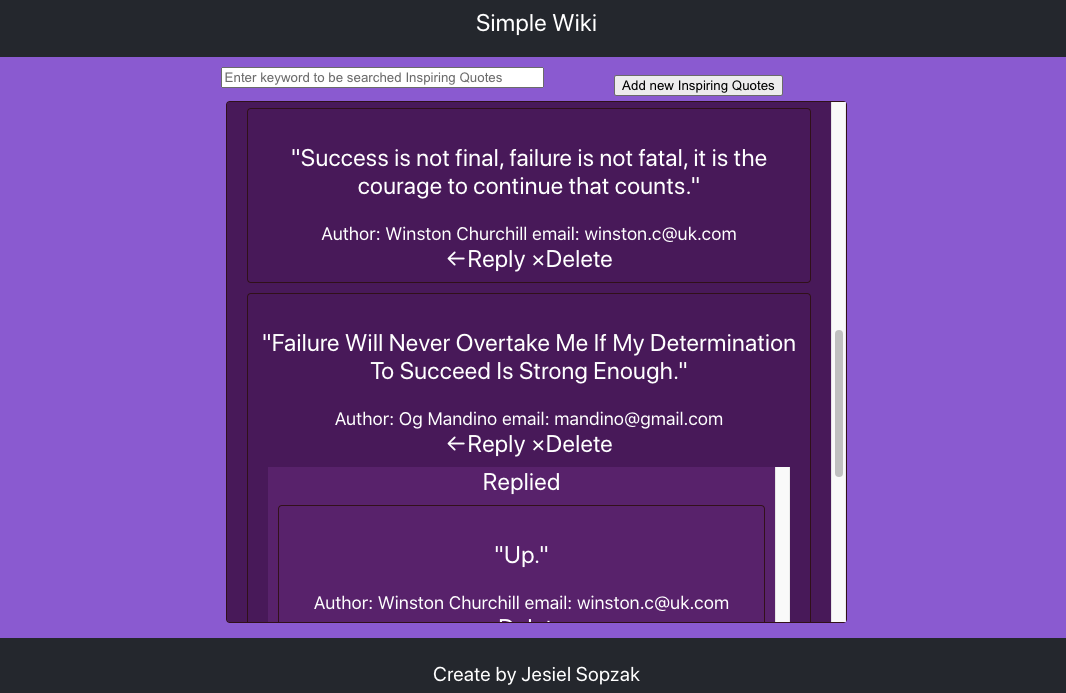 Simple Wiki
Enter keyword to be searched Inspiring Quotes
Add new Inspiring Quotes
"Success is not final, failure is not fatal, it is the
courage to continue that counts."
Author: Winston Churchill email: winston.c@uk.com
←Reply ×Delete
"Failure Will Never Overtake Me If My Determination
To Succeed Is Strong Enough."
Author: Og Mandino email: mandino@gmail.com
←Reply ×Delete
Replied
"Up."
Author: Winston Churchill email: winston.c@uk.com
Create by Jesiel Sopzak